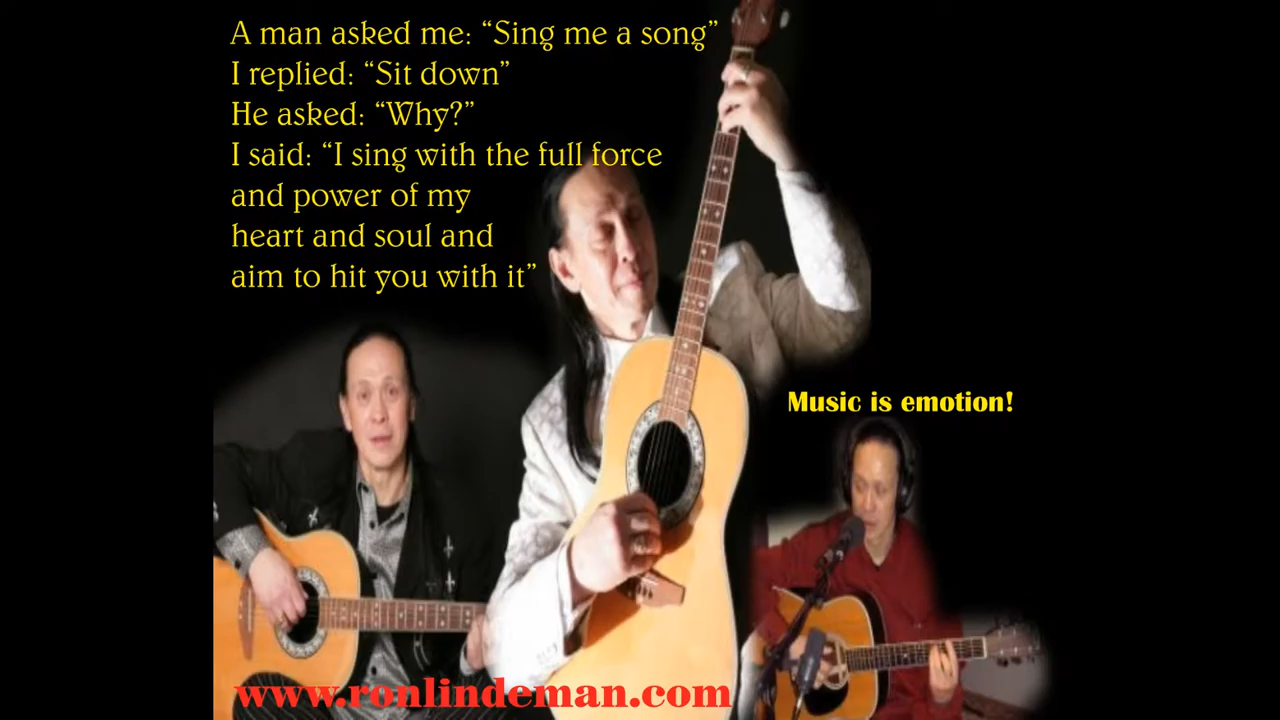 A man asked me: “Sing me a song”
I replied: “Sit down”
He asked: “Why?”
I said: “I sing with the full force
and power of my
heart and soul and
aim to hit you with it”
Music is emotion!
www.ronlindeman.com